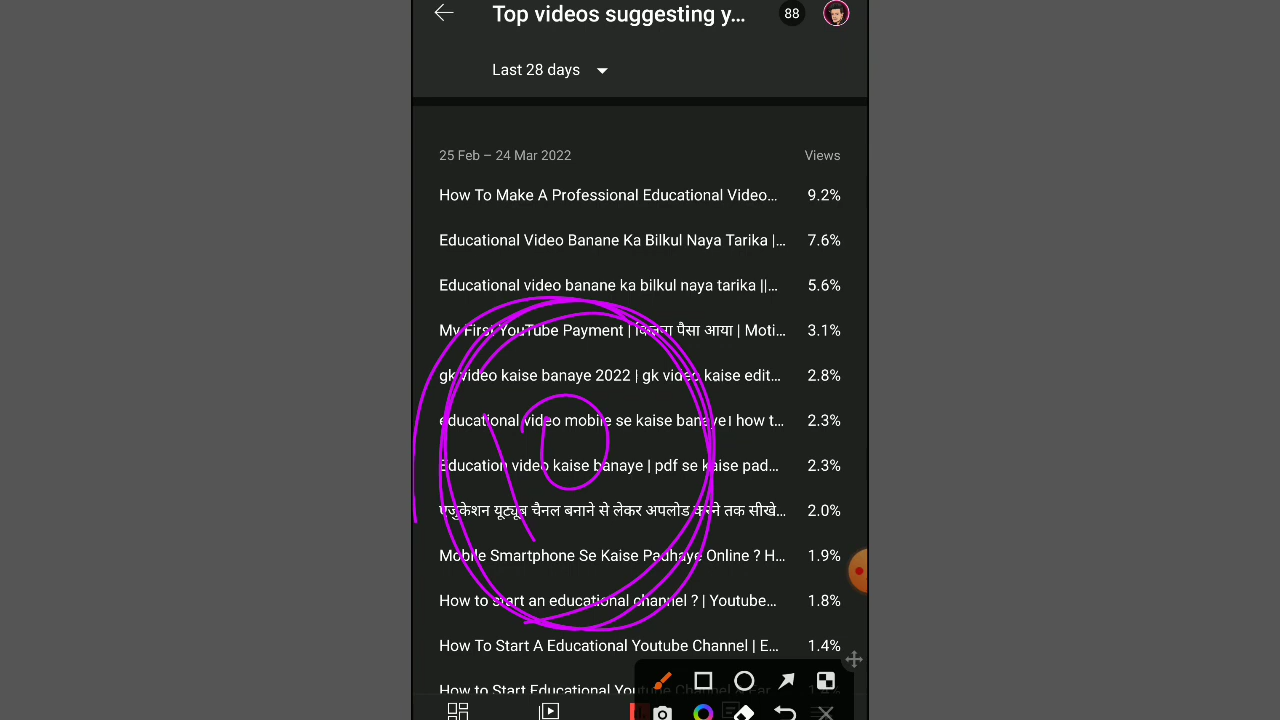 Top videos suggesting y...
88
Last 28 days
25 Feb – 24 Mar 2022 Views
How To Make A Professional Educational Video... 9.2%
Educational Video Banane Ka Bilkul Naya Tarika |... 7.6%
Educational video banane ka bilkul naya tarika ||... 5.6%
My First YouTube Payment | कितना पैसा आया | Moti... 3.1%
gk video kaise banaye 2022 | gk video kaise edit... 2.8%
educational video mobile se kaise banaye। how t... 2.3%
Education video kaise banaye | pdf se kaise pad... 2.3%
एजुकेशन यूट्यूब चैनल बनाने से लेकर अपलोड करने तक सीखे... 2.0%
Mobile Smartphone Se Kaise Padhaye Online ? H... 1.9%
How to start an educational channel ? | Youtube... 1.8%
How To Start A Educational Youtube Channel | E... 1.4%
How to Start Educational Youtube Channel